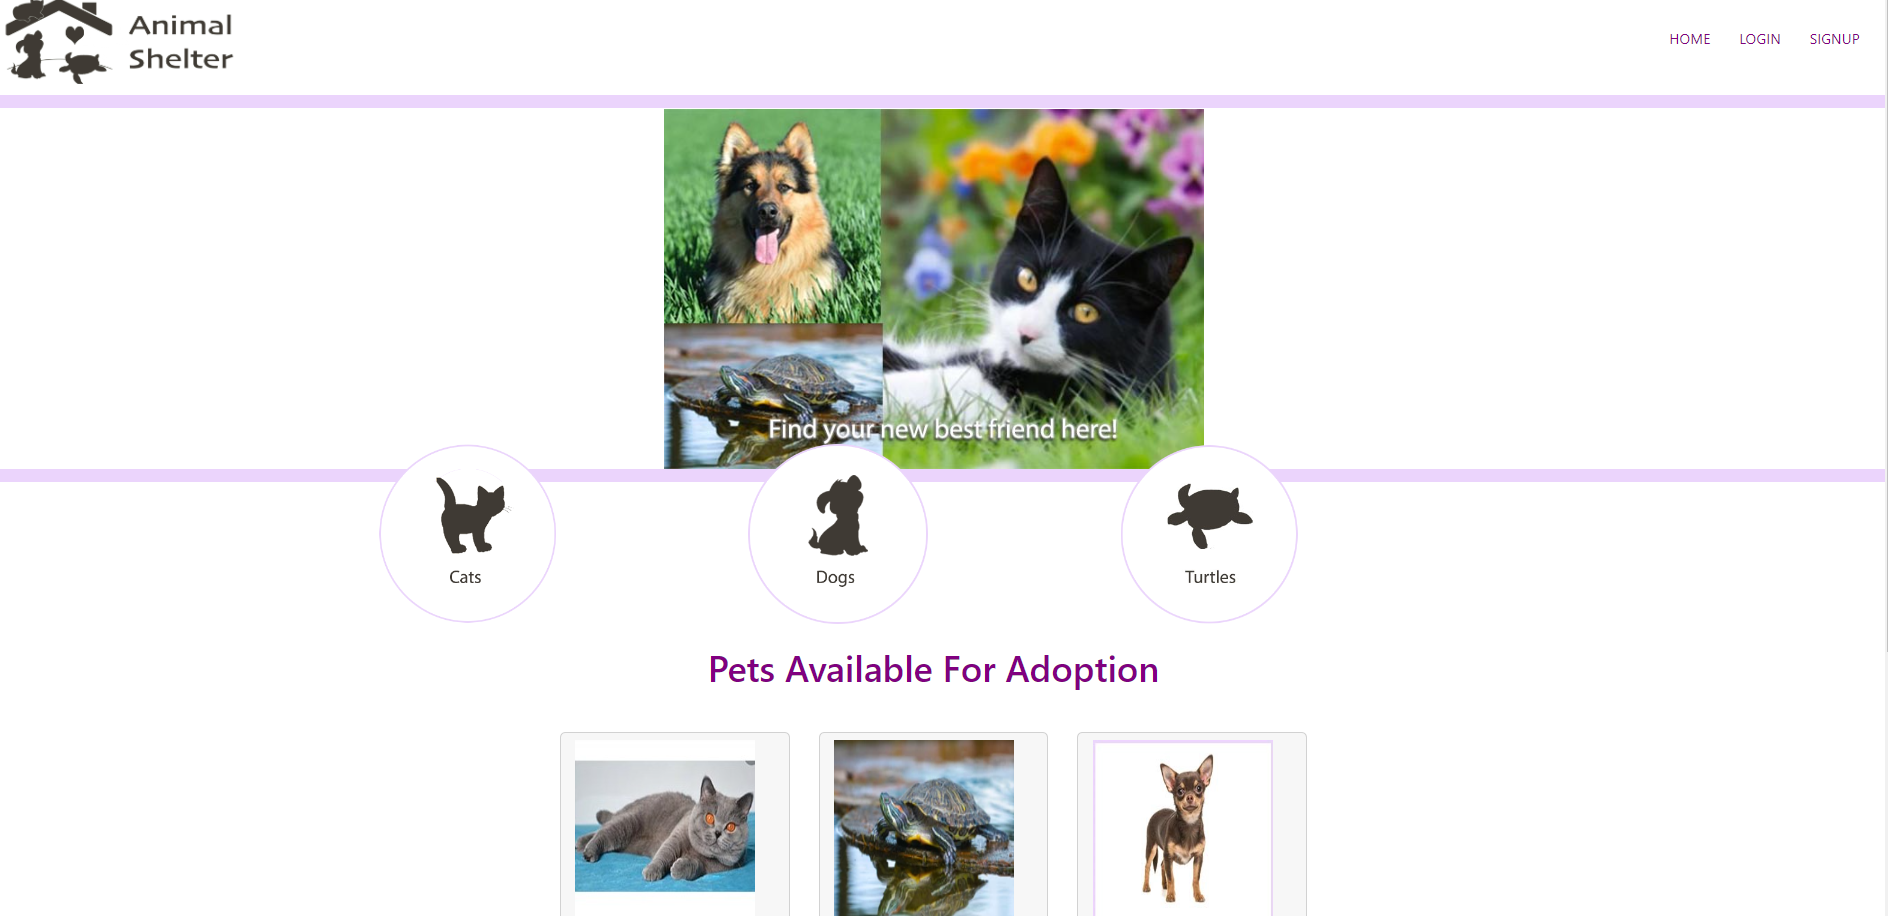 Animal
Shelter
HOME LOGIN SIGNUP
Find your new best friend here!
Cats
Dogs
Turtles
Pets Available For Adoption